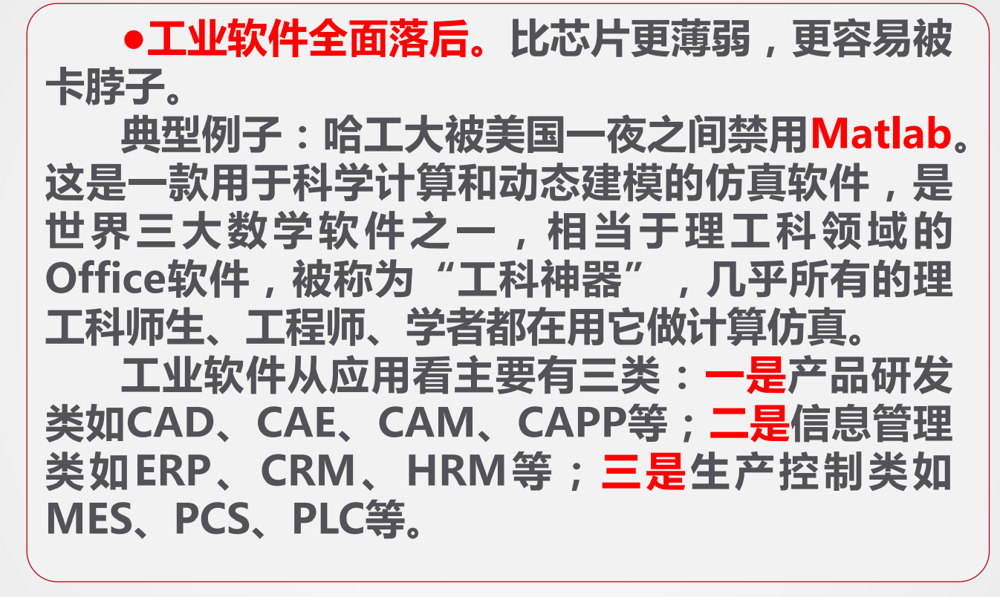 ●工业软件全面落后。比芯片更薄弱，更容易被
卡脖子。
典型例子：哈工大被美国一夜之间禁用Matlab。
这是一款用于科学计算和动态建模的仿真软件，是
世界三大数学软件之一，相当于理工科领域的
Office软件，被称为“工科神器”，几乎所有的理
工科师生、工程师、学者都在用它做计算仿真。
工业软件从应用看主要有三类：一是产品研发
类如CAD、CAE、CAM、CAPP等；二是信息管理
类如ERP、CRM、HRM等；三是生产控制类如
MES、PCS、PLC等。